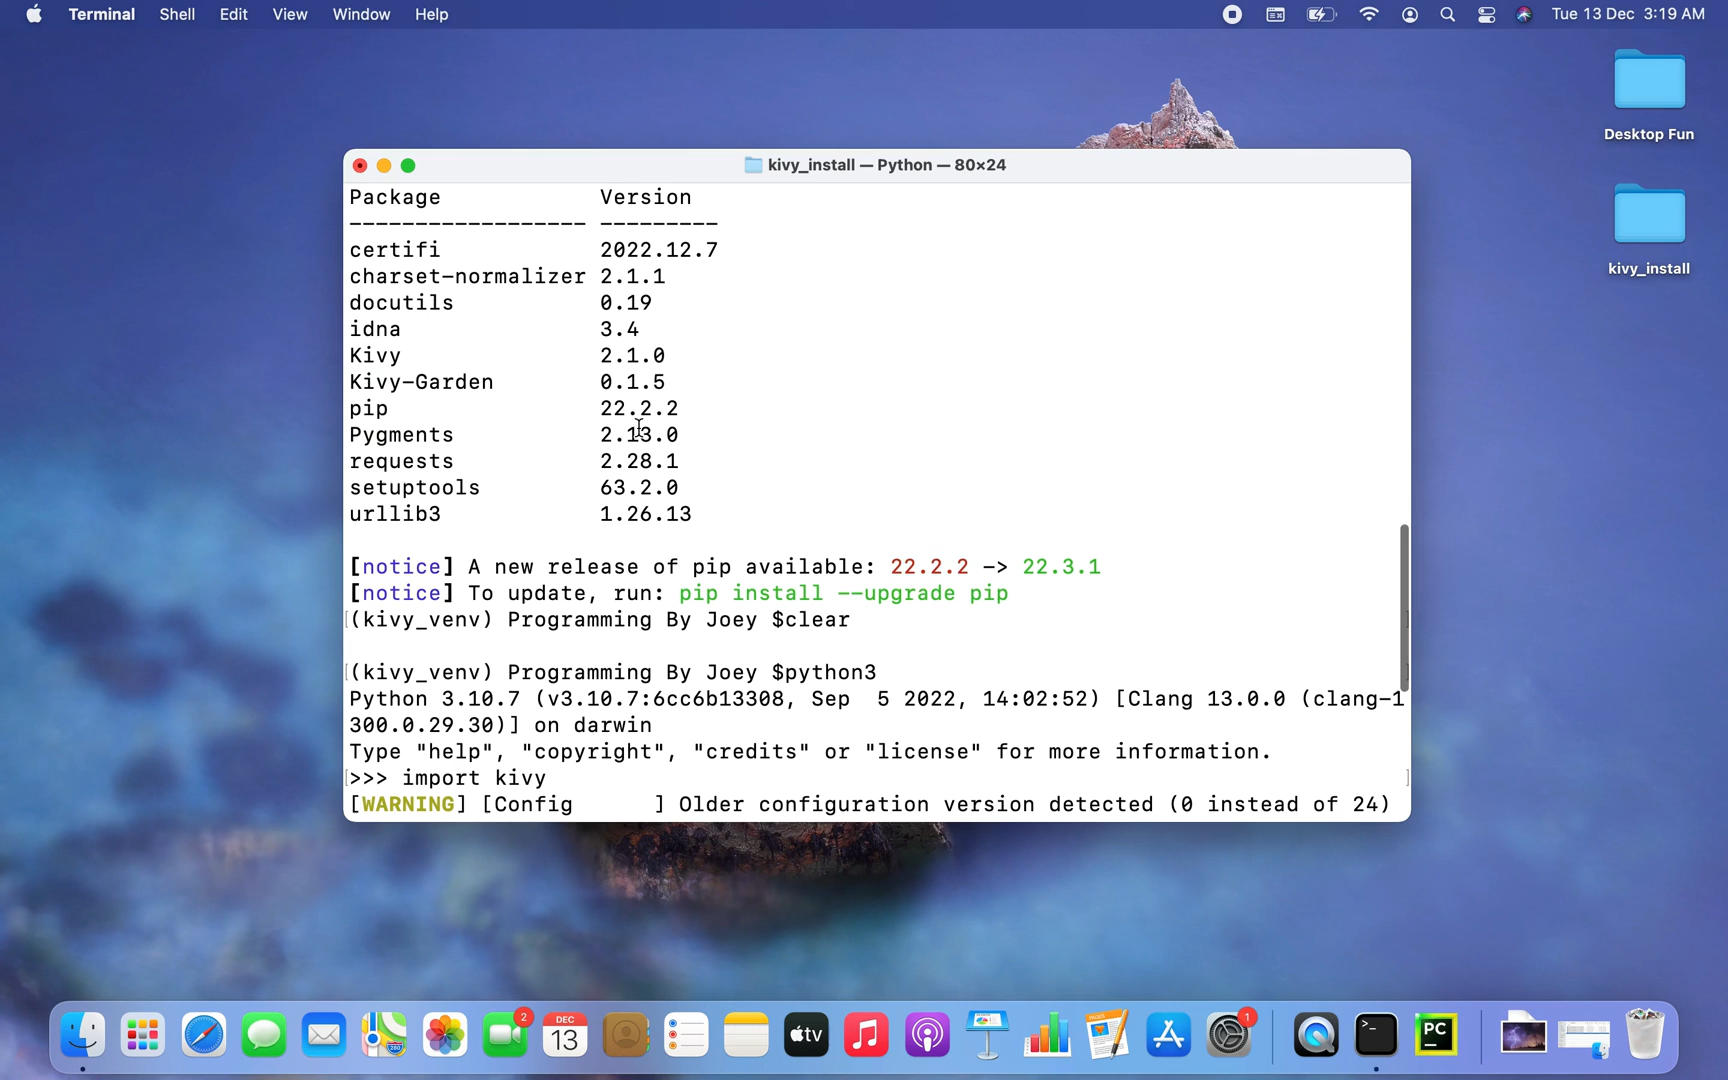 Terminal Shell Edit View Window Help Tue 13 Dec 3:19 AM
Desktop Fun
kivy_install
kivy_install — Python — 80×24
Package Version
------------------ ---------
certifi 2022.12.7
charset-normalizer 2.1.1
docutils 0.19
idna 3.4
Kivy 2.1.0
Kivy-Garden 0.1.5
pip 22.2.2
Pygments 2.13.0
requests 2.28.1
setuptools 63.2.0
urllib3 1.26.13
[notice] A new release of pip available: 22.2.2 -> 22.3.1
[notice] To update, run: pip install --upgrade pip
[(kivy_venv) Programming By Joey $clear ]
[(kivy_venv) Programming By Joey $python3 ]
Python 3.10.7 (v3.10.7:6cc6b13308, Sep  5 2022, 14:02:52) [Clang 13.0.0 (clang-1
300.0.29.30)] on darwin
Type "help", "copyright", "credits" or "license" for more information.
[>>> import kivy ]
[WARNING] [Config      ] Older configuration version detected (0 instead of 24)
2
DEC
13
280
tv
1
>_
PC